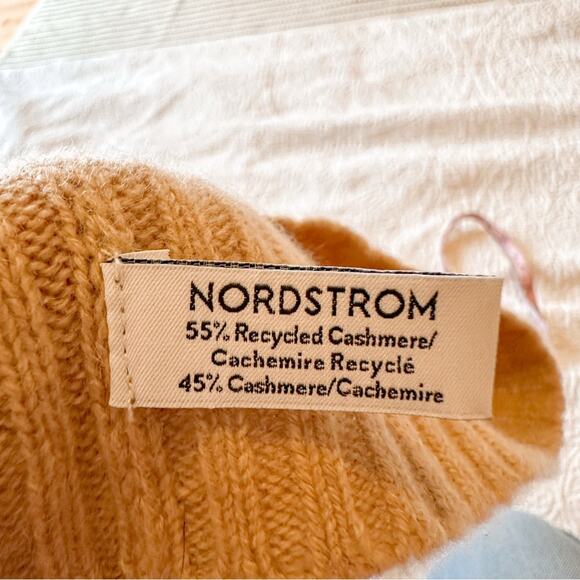 NORDSTROM
55% Recycled Cashmere/
Cachemire Recyclé
45% Cashmere/Cachemire